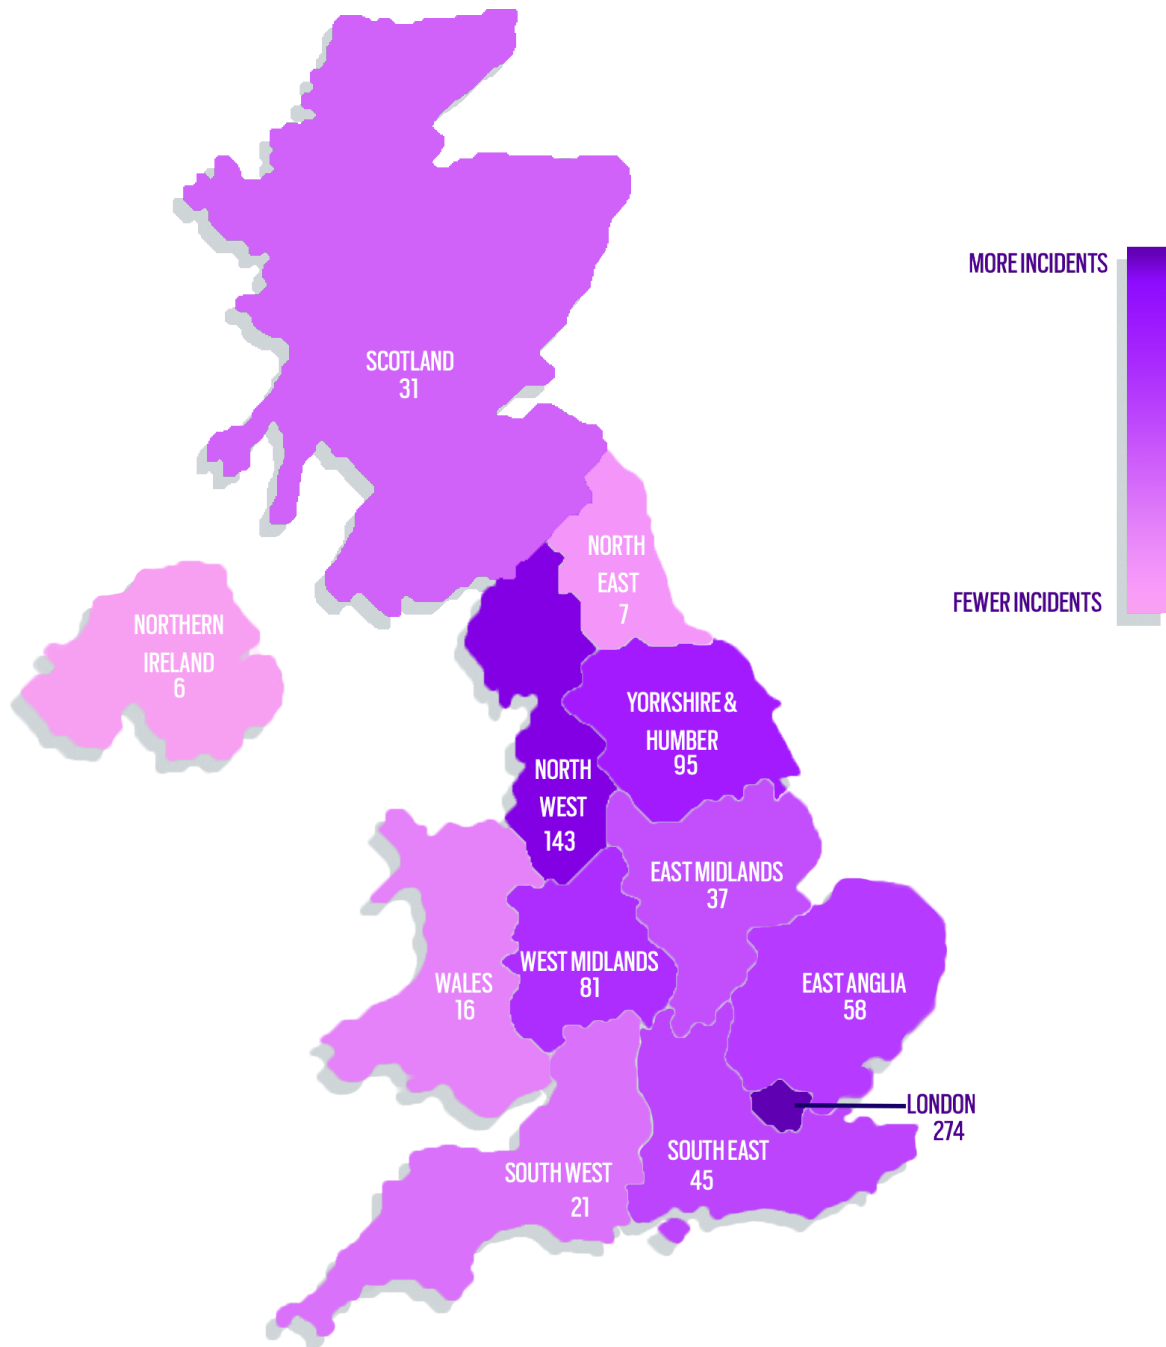 MORE INCIDENTS
SCOTLAND
31
NORTH
EAST
7
FEWER INCIDENTS
NORTHERN
IRELAND
6
YORKSHIRE &
HUMBER
95
NORTH
WEST
143
EAST MIDLANDS
37
WEST MIDLANDS
81
WALES
16
EAST ANGLIA
58
LONDON
274
SOUTH EAST
45
SOUTH WEST
21